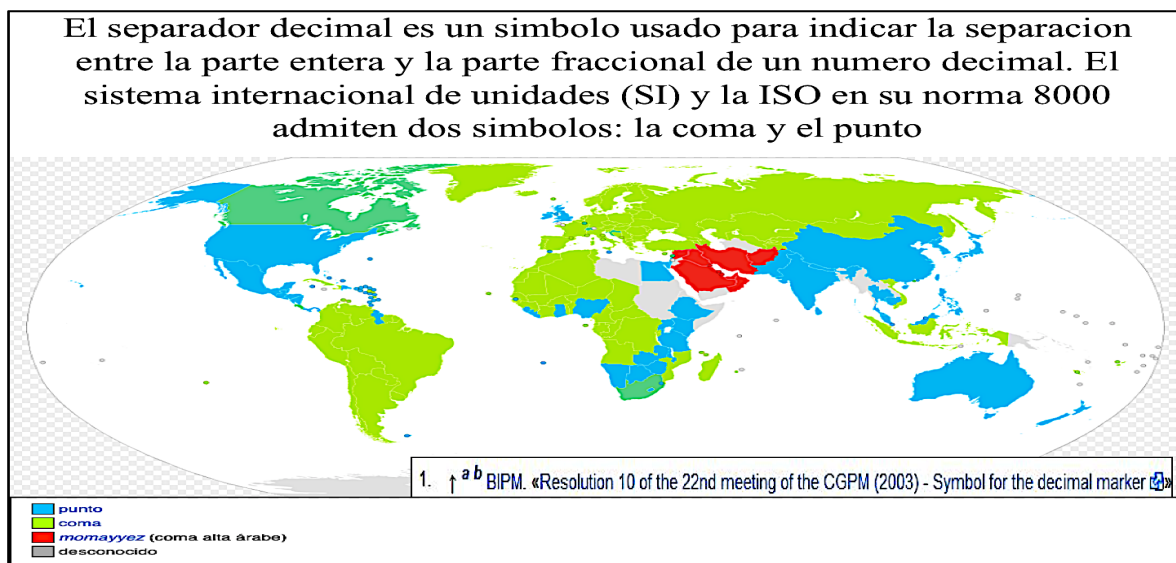 El separador decimal es un simbolo usado para indicar la separacion
entre la parte entera y la parte fraccional de un numero decimal. El
sistema internacional de unidades (SI) y la ISO en su norma 8000
admiten dos simbolos: la coma y el punto
1. ↑ a b BIPM. «Resolution 10 of the 22nd meeting of the CGPM (2003) - Symbol for the decimal marker »
punto
coma
momayyez (coma alta árabe)
desconocido